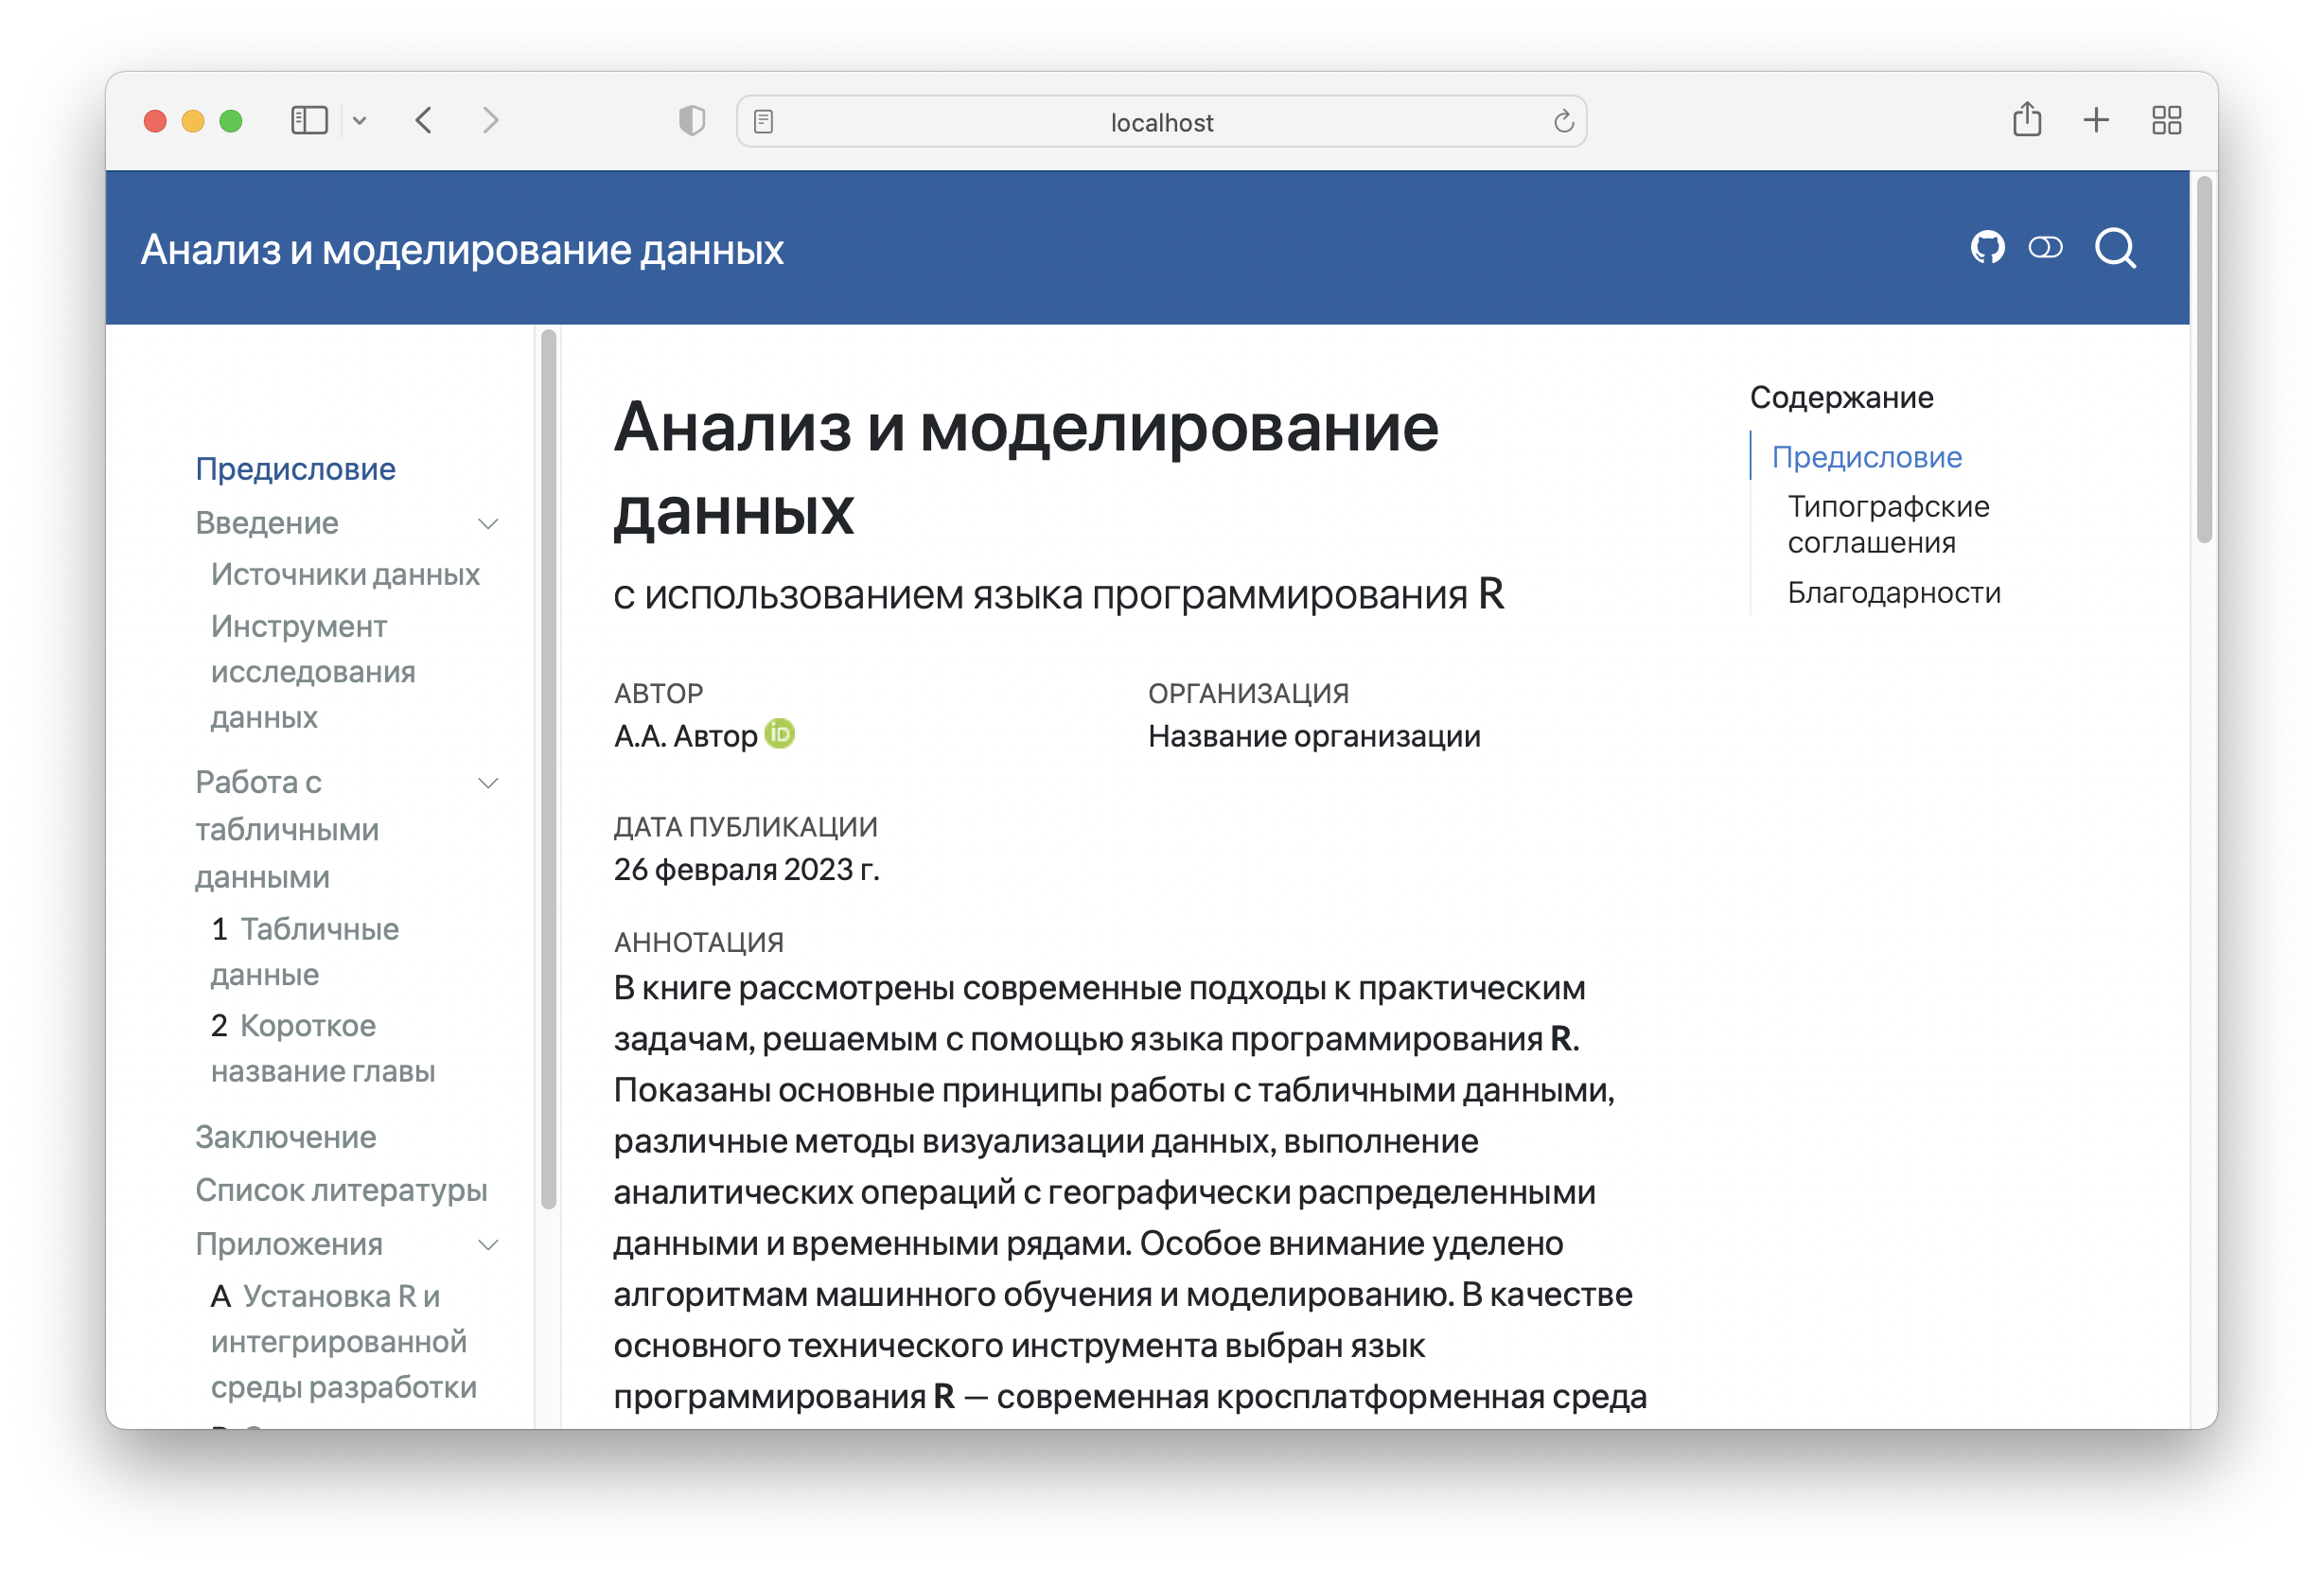 localhost
Анализ и моделирование данных
Предисловие
Введение
Источники данных
Инструмент
исследования
данных
Работа с
табличными
данными
1 Табличные
данные
2 Короткое
название главы
Заключение
Список литературы
Приложения
A Установка R и
интегрированной
среды разработки
Анализ и моделирование
данных
с использованием языка программирования R
АВТОР
А.А. Автор iD
ОРГАНИЗАЦИЯ
Название организации
ДАТА ПУБЛИКАЦИИ
26 февраля 2023 г.
АННОТАЦИЯ
В книге рассмотрены современные подходы к практическим
задачам, решаемым с помощью языка программирования R.
Показаны основные принципы работы с табличными данными,
различные методы визуализации данных, выполнение
аналитических операций с географически распределенными
данными и временными рядами. Особое внимание уделено
алгоритмам машинного обучения и моделированию. В качестве
основного технического инструмента выбран язык
программирования R — современная кросплатформенная среда
Содержание
Предисловие
Типографские
соглашения
Благодарности